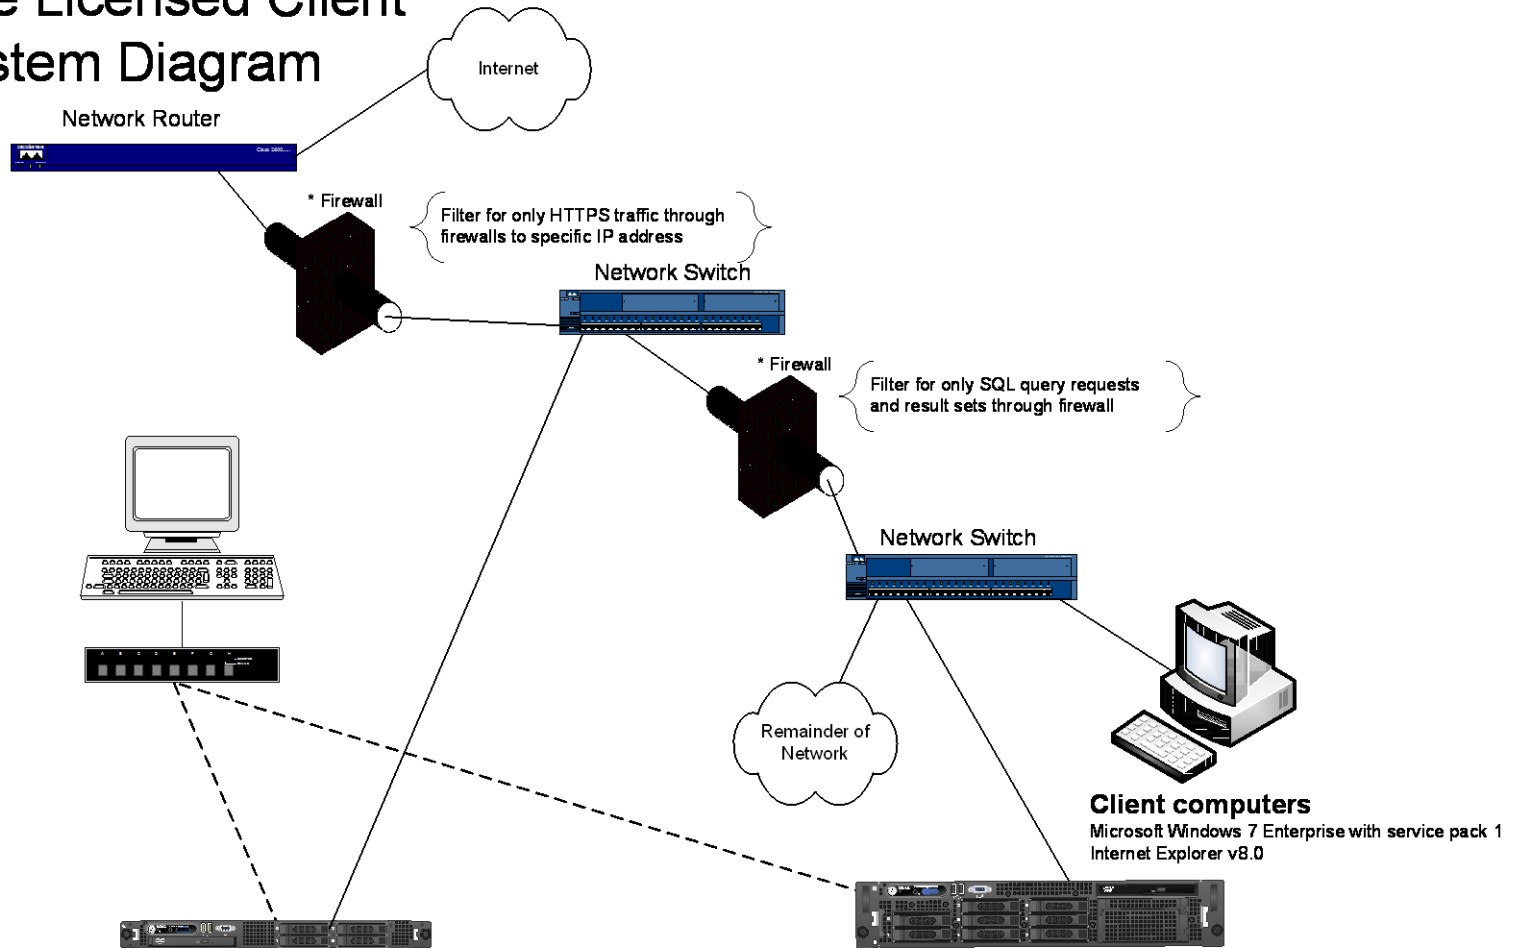 e Licensed Client
stem Diagram
Internet
Network Router
Cisco 2600
* Firewall
Filter for only HTTPS traffic through
firewalls to specific IP address
Network Switch
* Firewall
Filter for only SQL query requests
and result sets through firewall
Network Switch
A B C D E F G H
Remainder of
Network
Client computers
Microsoft Windows 7 Enterprise with service pack 1
Internet Explorer v8.0